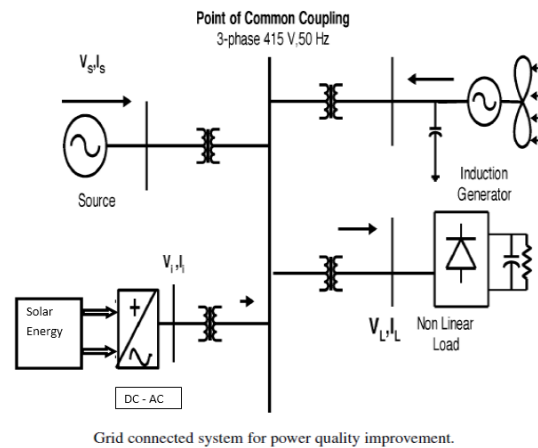 Point of Common Coupling
3-phase 415 V,50 Hz
Vs,Is
Source
Induction
Generator
Vi,Ii
Solar
Energy
+
DC - AC
VL,IL
Non Linear
Load
Grid connected system for power quality improvement.